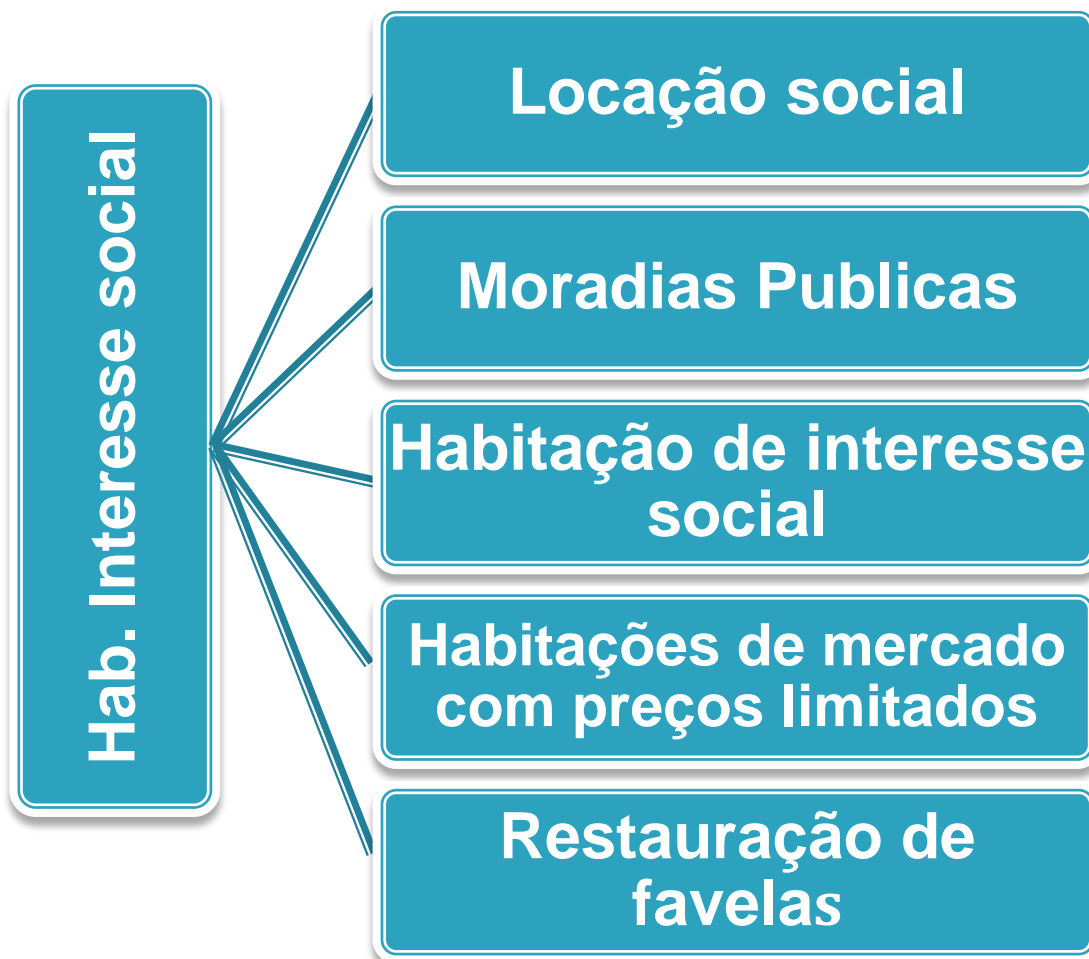 Hab. Interesse social
Locação social
Moradias Publicas
Habitação de interesse
social
Habitações de mercado
com preços limitados
Restauração de
favelas